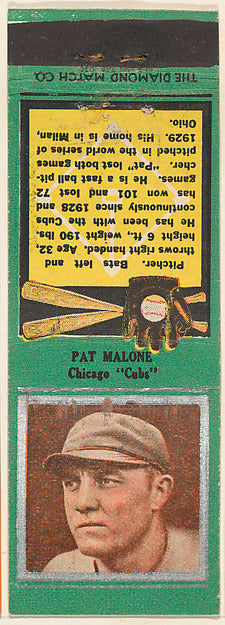 PAT MALONE
Chicago "Cubs"
Pitcher. Bats left and
throws right handed. Age, 32,
height 6 ft., weight 190 lbs.
He has been with the Cubs
continuously since 1928 and
has won 101 and lost 72
games. He is a fast ball pit-
cher. "Pat" lost both games
pitched in the world series of
1929. His home is in Milan,
Ohio.
THE DIAMOND MATCH CO.